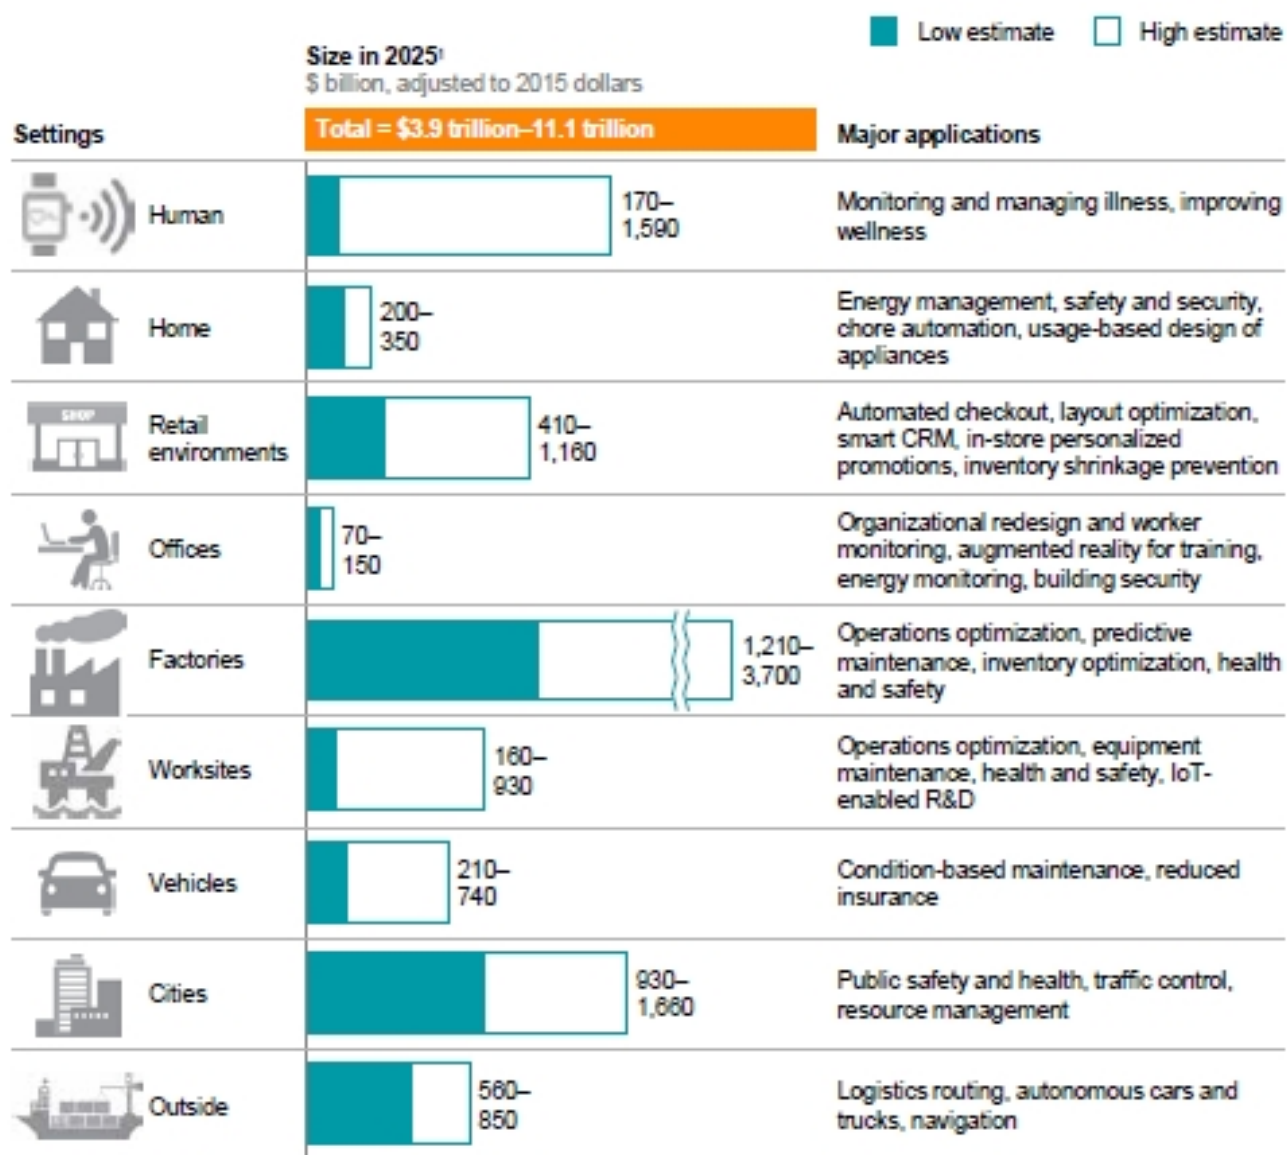 Low estimate
High estimate
Size in 2025¹
$ billion, adjusted to 2015 dollars
Settings
Total = $3.9 trillion–11.1 trillion
Major applications
Human
170–
1,590
Monitoring and managing illness, improving
wellness
Home
200–
350
Energy management, safety and security,
chore automation, usage-based design of
appliances
SHOP
Retail
environments
410–
1,160
Automated checkout, layout optimization,
smart CRM, in-store personalized
promotions, inventory shrinkage prevention
Offices
70–
150
Organizational redesign and worker
monitoring, augmented reality for training,
energy monitoring, building security
Factories
1,210–
3,700
Operations optimization, predictive
maintenance, inventory optimization, health
and safety
Worksites
160–
930
Operations optimization, equipment
maintenance, health and safety, IoT-
enabled R&D
Vehicles
210–
740
Condition-based maintenance, reduced
insurance
Cities
930–
1,660
Public safety and health, traffic control,
resource management
Outside
560–
850
Logistics routing, autonomous cars and
trucks, navigation